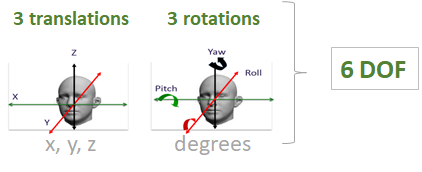 3 translations
3 rotations
6 DOF
Z
X
Y
x, y, z
Yaw
Roll
Pitch
degrees